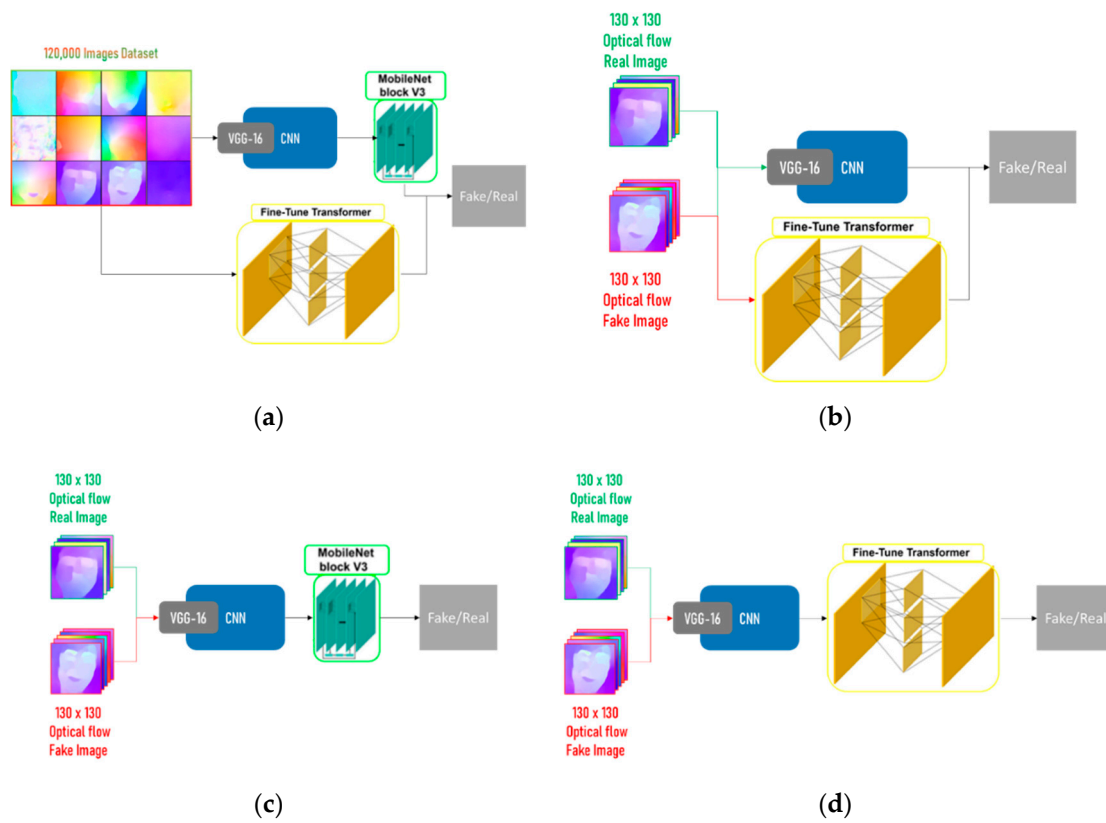 120,000 Images Dataset
VGG-16
CNN
MobileNet
block V3
Fake/Real
Fine-Tune Transformer
(a)
130 x 130
Optical flow
Real Image
VGG-16
CNN
Fake/Real
Fine-Tune Transformer
130 x 130
Optical flow
Fake Image
(b)
130 x 130
Optical flow
Real Image
MobileNet
block V3
VGG-16
CNN
Fake/Real
130 x 130
Optical flow
Fake Image
(c)
130 x 130
Optical flow
Real Image
Fine-Tune Transformer
VGG-16
CNN
Fake/Real
130 x 130
Optical flow
Fake Image
(d)